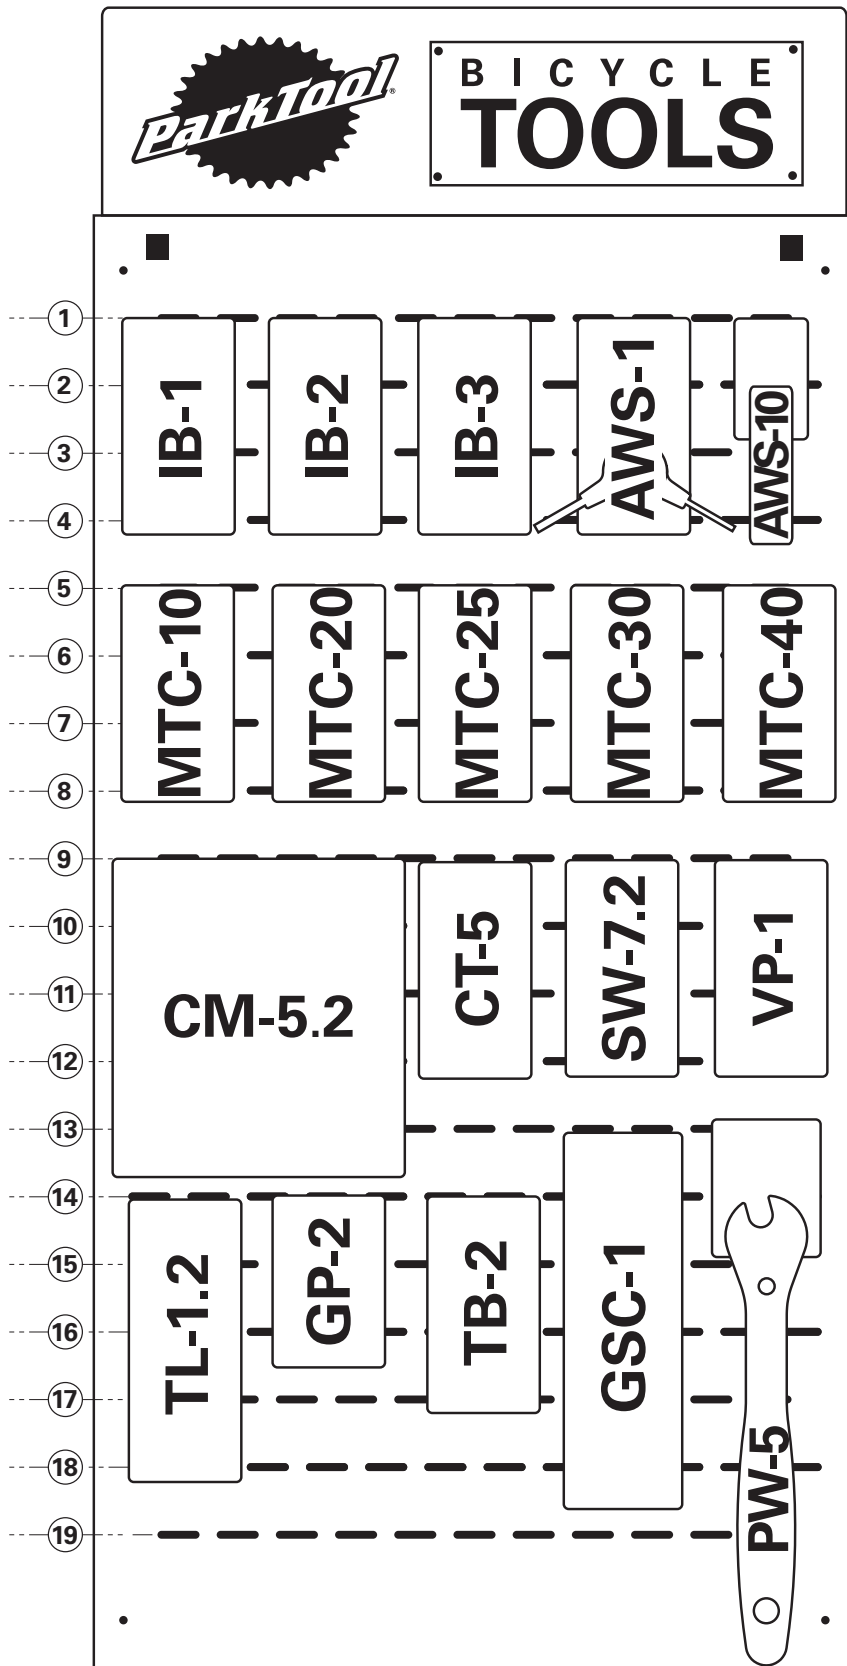 ParkTool®
BICYCLE
TOOLS
1
2
3
4
IB-1
IB-2
IB-3
AWS-1
AWS-10
5
6
7
8
MTC-10
MTC-20
MTC-25
MTC-30
MTC-40
9
10
11
12
CM-5.2
CT-5
SW-7.2
VP-1
13
14
15
16
17
18
19
TL-1.2
GP-2
TB-2
GSC-1
PW-5